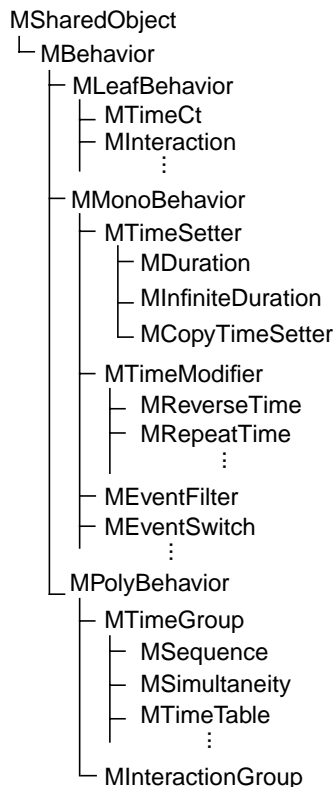 MSharedObject
MBehavior
MLeafBehavior
MTimeCt
MInteraction
⋮
MMonoBehavior
MTimeSetter
MDuration
MInfiniteDuration
MCopyTimeSetter
MTimeModifier
MReverseTime
MRepeatTime
⋮
MEventFilter
MEventSwitch
⋮
MPolyBehavior
MTimeGroup
MSequence
MSimultaneity
MTimeTable
⋮
MInteractionGroup